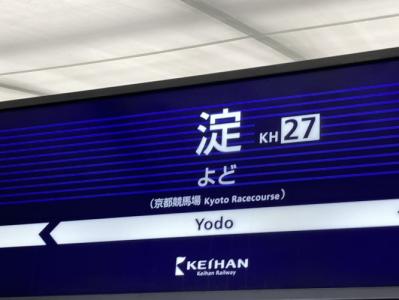 淀 KH 27
よど
(京都競馬場 Kyoto Racecourse)
Yodo
KEIHAN
Keihan Railway